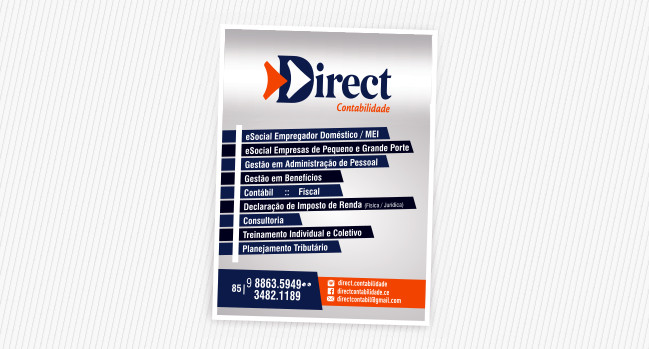 Direct
Contabilidade
eSocial Empregador Doméstico / MEI
eSocial Empresas de Pequeno e Grande Porte
Gestão em Administração de Pessoal
Gestão em Benefícios
Contábil :: Fiscal
Declaração de Imposto de Renda (Física / Jurídica)
Consultoria
Treinamento Individual e Coletivo
Planejamento Tributário
85| 9 8863.5949
3482.1189
direct.contabilidade
directcontabilidade.ce
directcontabil@gmail.com